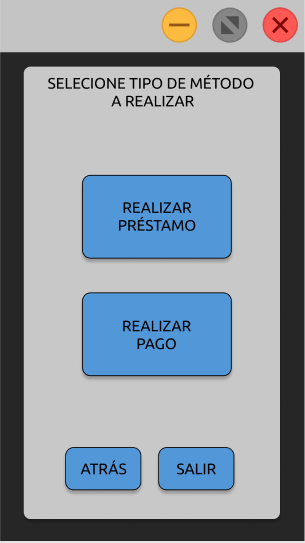 SELECIONE TIPO DE MÉTODO
A REALIZAR
REALIZAR
PRÉSTAMO
REALIZAR
PAGO
ATRÁS
SALIR